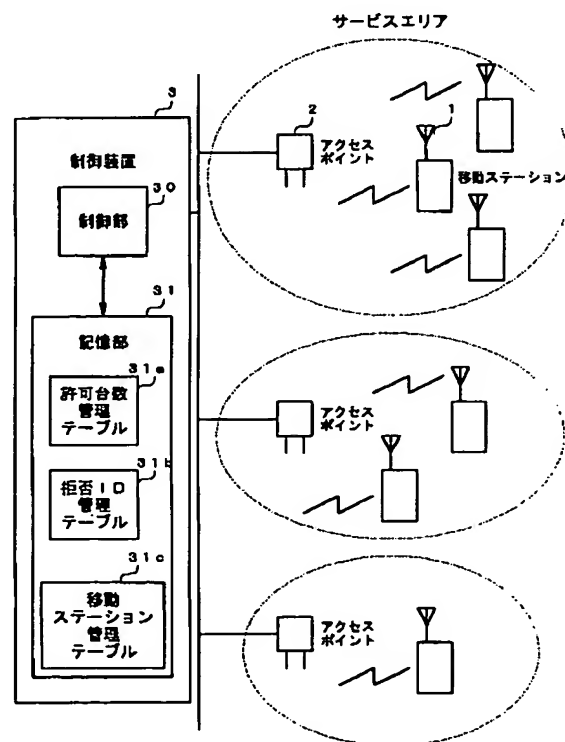 サービスエリア
3
制御装置
30
制御部
31
記憶部
31a
許可台数
管理
テーブル
31b
拒否ID
管理
テーブル
31c
移動
ステーション
管理
テーブル
2
アクセス
ポイント
1
移動ステーション
アクセス
ポイント
アクセス
ポイント